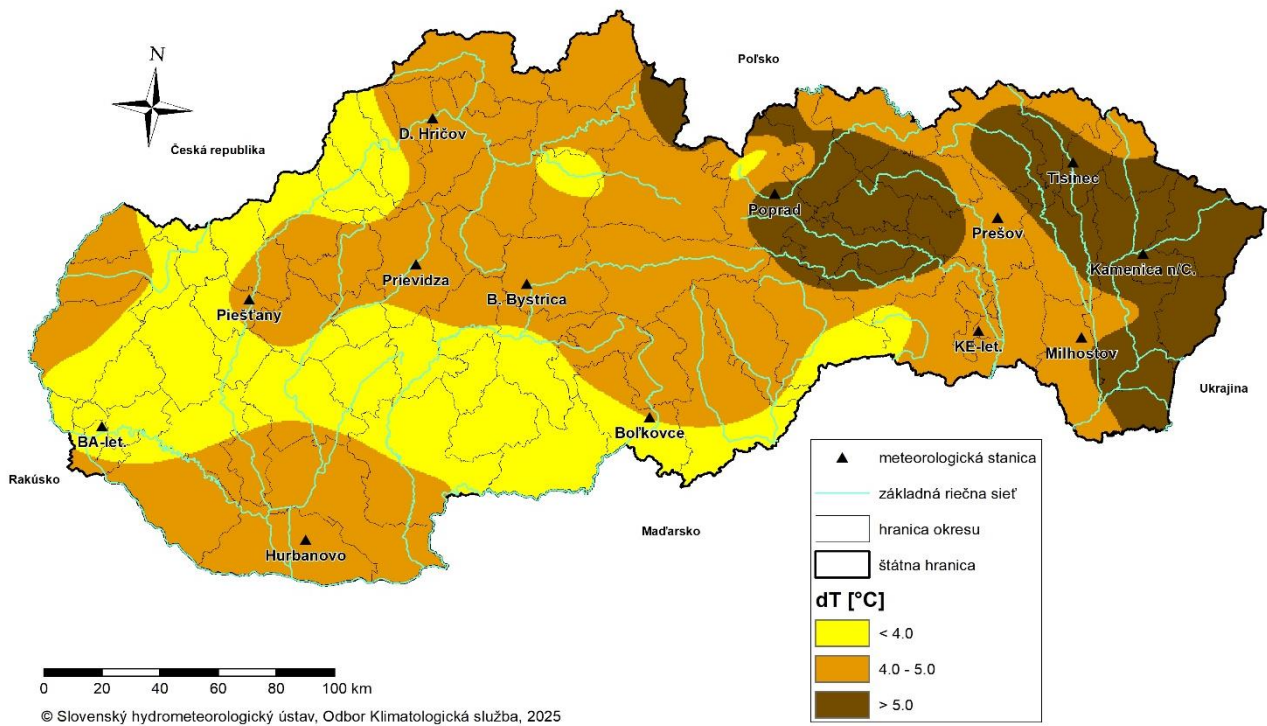 N
Poľsko
Česká republika
D. Hričov
Tisinec
Poprad
Prešov
Kamenica n/C.
Prievidza
B. Bystrica
Piešťany
KE-let.
Milhostov
Ukrajina
BA-let.
Boľkovce
Rakúsko
Maďarsko
Hurbanovo
meteorologická stanica
základná riečna sieť
hranica okresu
štátna hranica
dT [°C]
< 4.0
4.0 - 5.0
> 5.0
0 20 40 60 80 100 km
© Slovenský hydrometeorologický ústav, Odbor Klimatologická služba, 2025